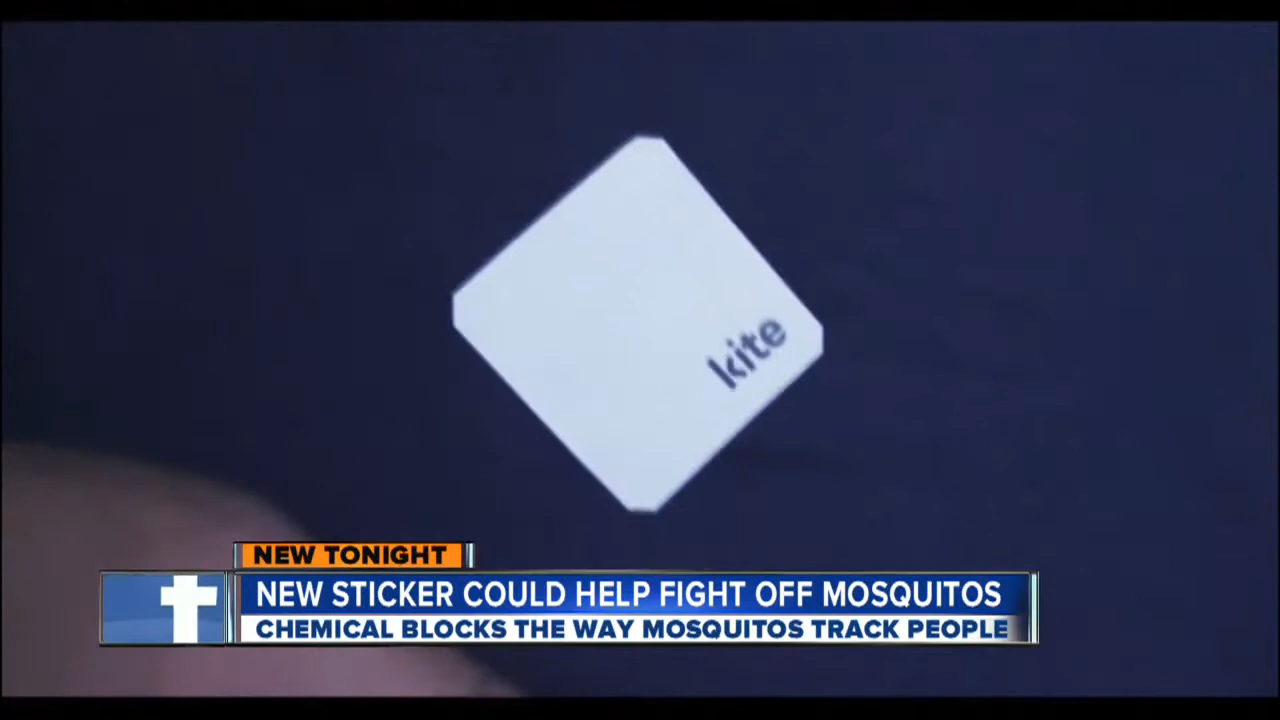 kite
NEW TONIGHT
NEW STICKER COULD HELP FIGHT OFF MOSQUITOS
CHEMICAL BLOCKS THE WAY MOSQUITOS TRACK PEOPLE